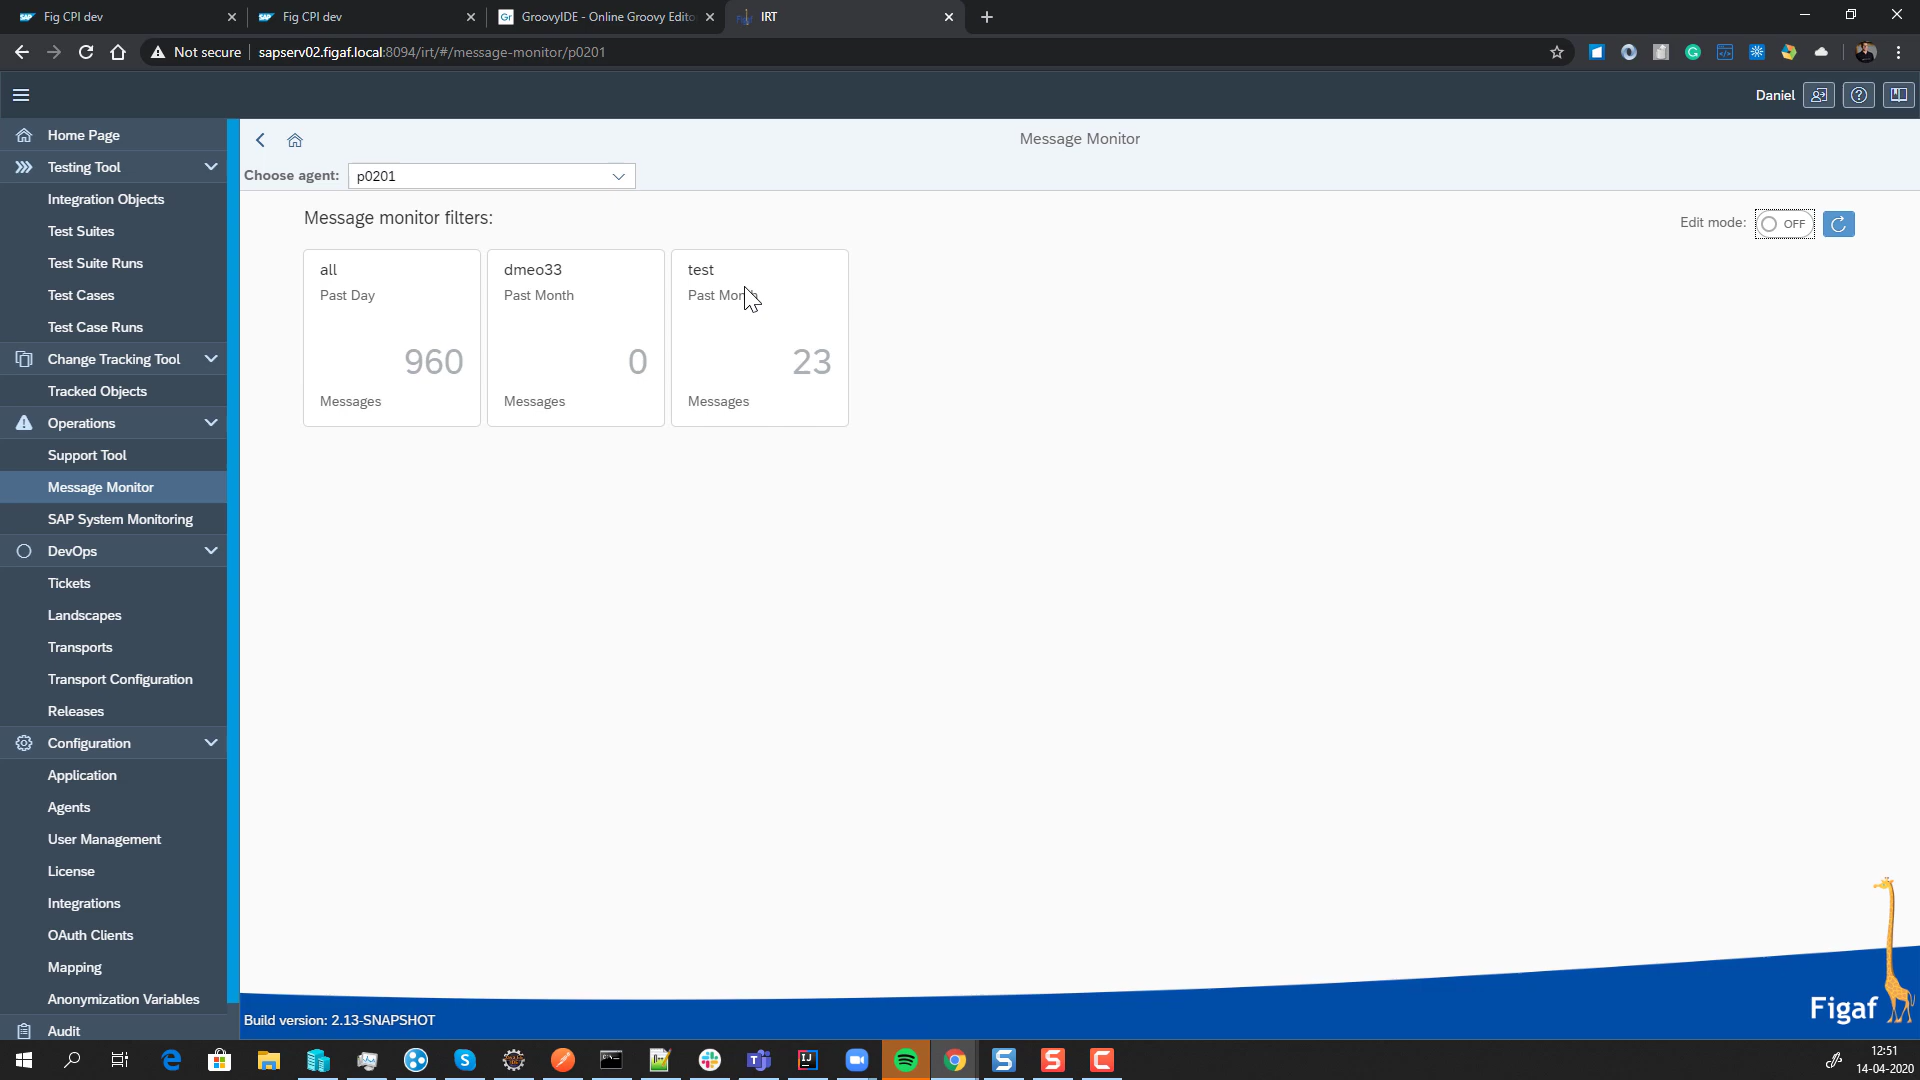 Fig CPI dev
Fig CPI dev
GroovyIDE - Online Groovy Edito
IRT
Not secure
sapserv02.figaf.local:8094/irt/#/message-monitor/p0201
Daniel
Home Page
Testing Tool
Integration Objects
Test Suites
Test Suite Runs
Test Cases
Test Case Runs
Change Tracking Tool
Tracked Objects
Operations
Support Tool
Message Monitor
SAP System Monitoring
DevOps
Tickets
Landscapes
Transports
Transport Configuration
Releases
Configuration
Application
Agents
User Management
License
Integrations
OAuth Clients
Mapping
Anonymization Variables
Audit
Message Monitor
Choose agent: p0201
Message monitor filters:
Edit mode: OFF
all
Past Day
960
Messages
dmeo33
Past Month
0
Messages
test
Past Month
23
Messages
Build version: 2.13-SNAPSHOT
Figaf
12:51
14-04-2020